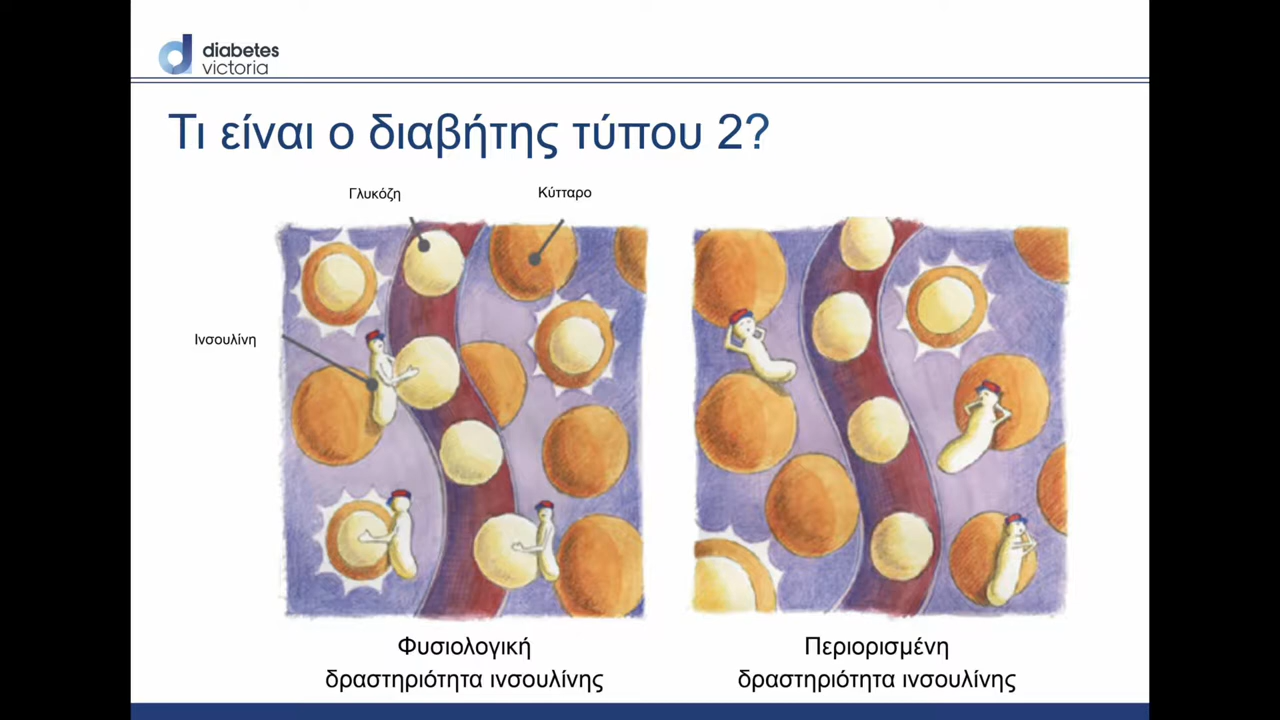 diabetes
victoria
Τι είναι ο διαβήτης τύπου 2?
Γλυκόζη
Κύτταρο
Ινσουλίνη
Φυσιολογική
δραστηριότητα ινσουλίνης
Περιορισμένη
δραστηριότητα ινσουλίνης